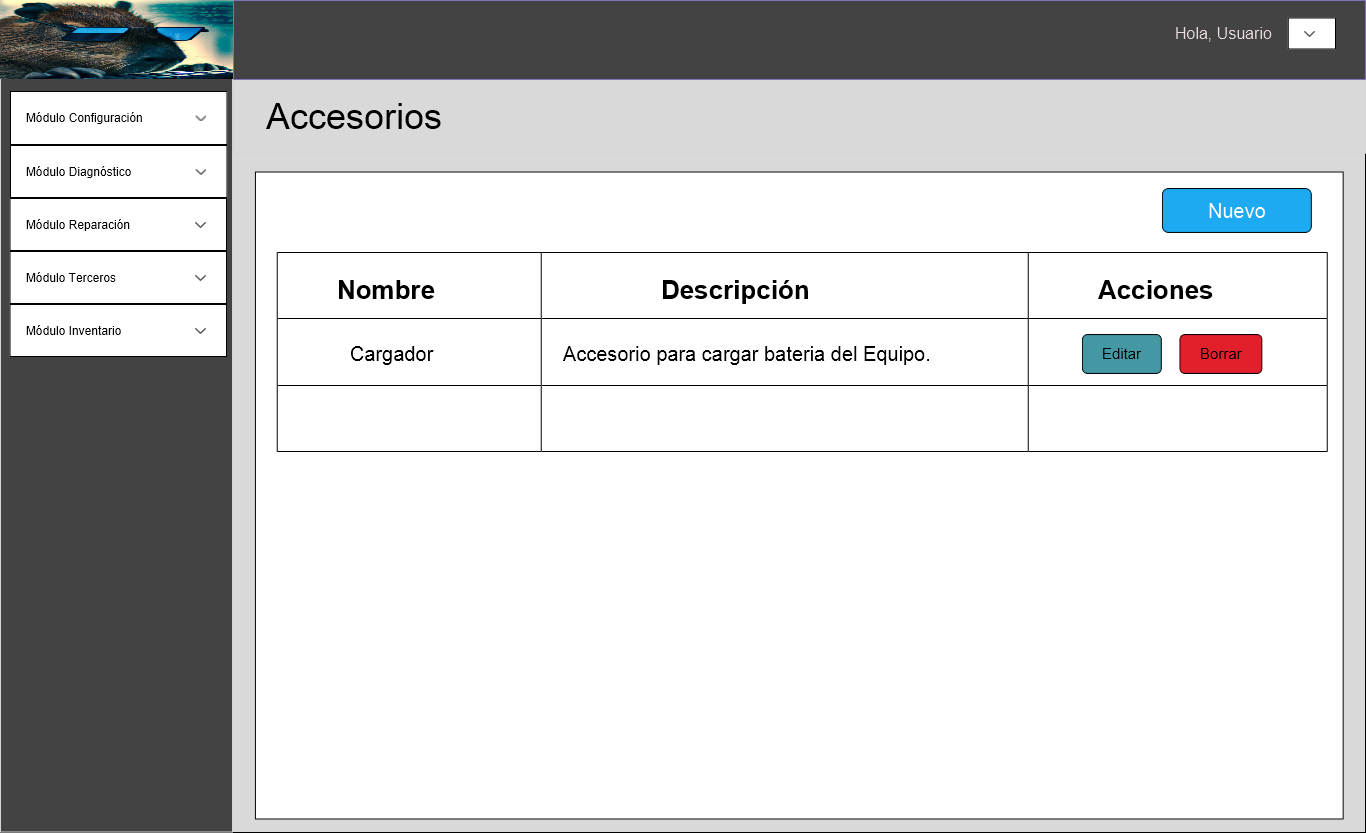 Hola, Usuario
Módulo Configuración
Módulo Diagnóstico
Módulo Reparación
Módulo Terceros
Módulo Inventario
Accesorios
Nuevo
Nombre Descripción Acciones
Cargador Accesorio para cargar bateria del Equipo. Editar Borrar